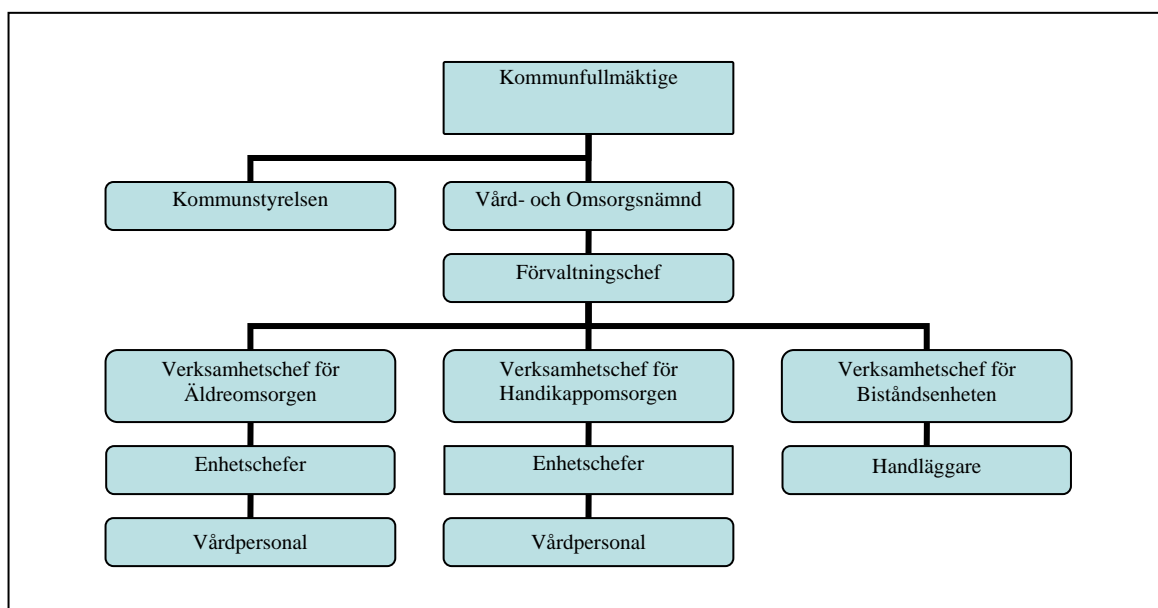 Kommunfullmäktige
Kommunstyrelsen
Vård- och Omsorgsnämnd
Förvaltningschef
Verksamhetschef för
Äldreomsorgen
Verksamhetschef för
Handikappomsorgen
Verksamhetschef för
Biståndsenheten
Enhetschefer
Enhetschefer
Handläggare
Vårdpersonal
Vårdpersonal